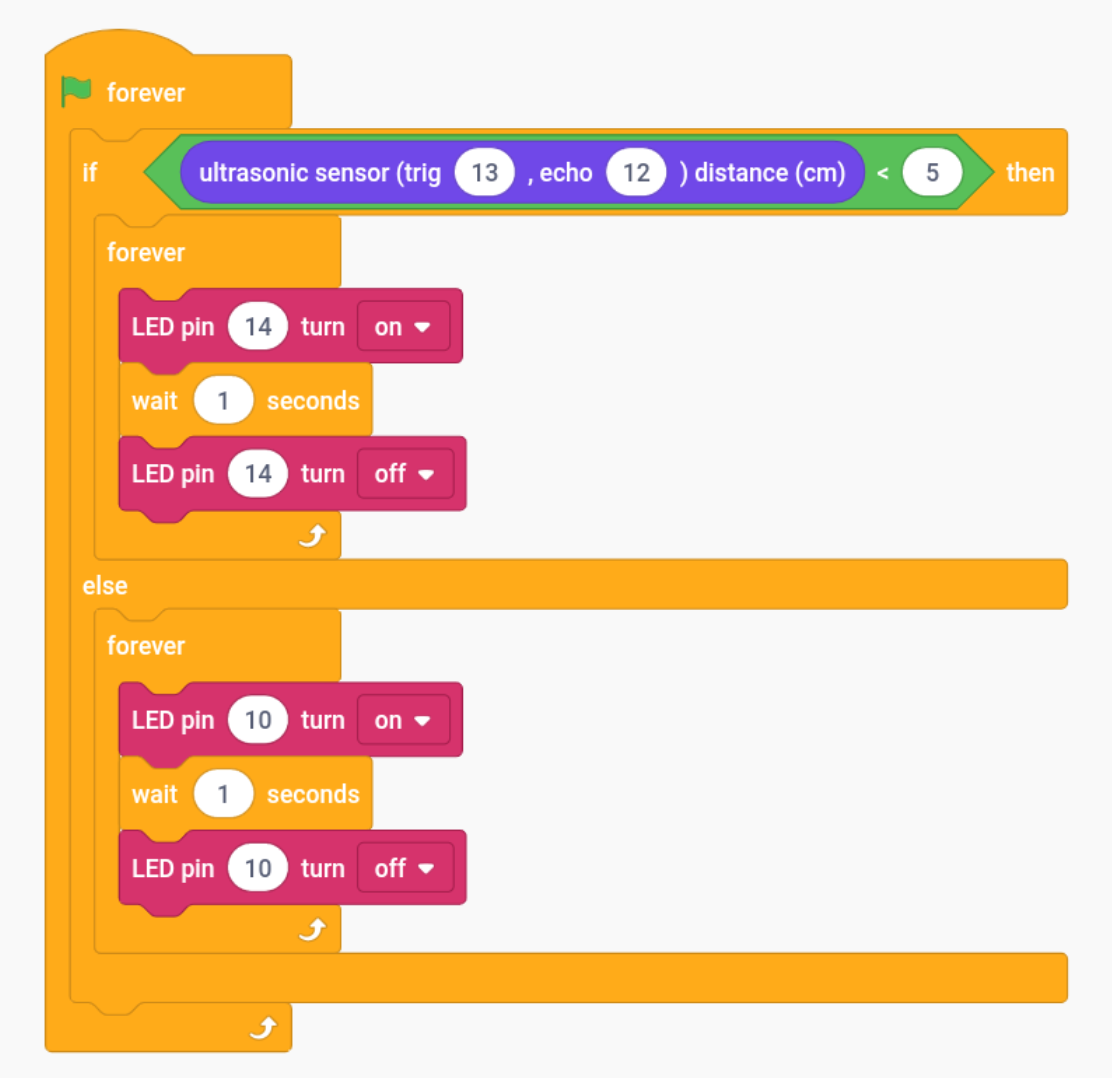 forever
if ultrasonic sensor (trig 13 , echo 12 ) distance (cm) < 5 then
forever
LED pin 14 turn on
wait 1 seconds
LED pin 14 turn off
else
forever
LED pin 10 turn on
wait 1 seconds
LED pin 10 turn off